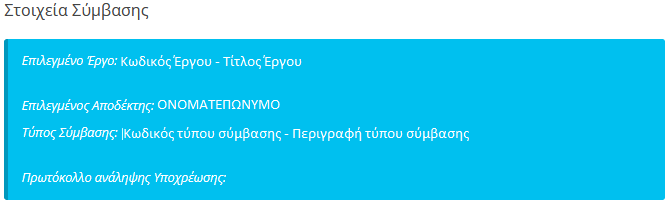 Στοιχεία Σύμβασης
Επιλεγμένο Έργο: Κωδικός Έργου - Τίτλος Έργου
Επιλεγμένος Αποδέκτης: ΟΝΟΜΑΤΕΠΩΝΥΜΟ
Τύπος Σύμβασης: |Κωδικός τύπου σύμβασης - Περιγραφή τύπου σύμβασης
Πρωτόκολλο ανάληψης Υποχρέωσης: